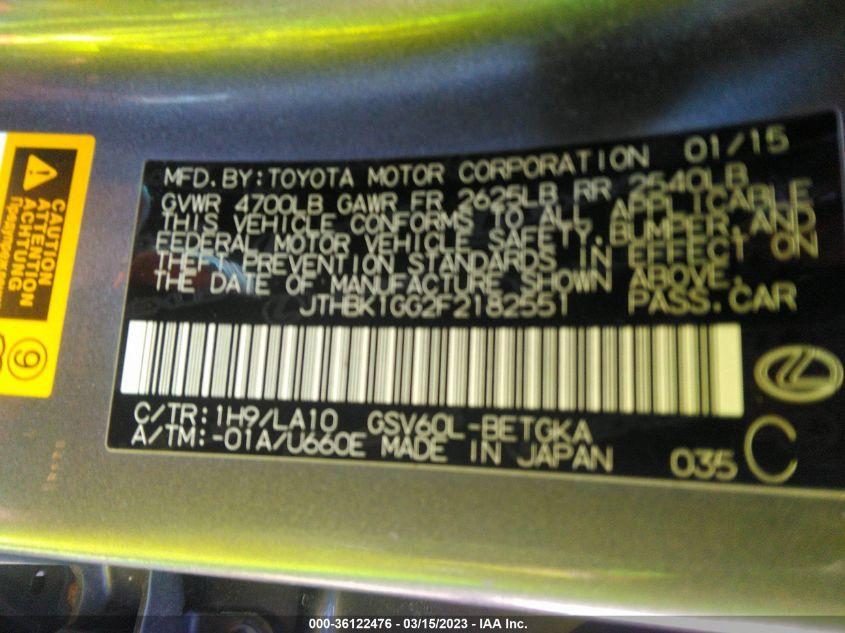 MFD. BY: TOYOTA MOTOR CORPORATION 01/15
GVWR 4700LB GAWR FR 2625LB RR 2540LB
THIS VEHICLE CONFORMS TO ALL APPLICABLE
FEDERAL MOTOR VEHICLE SAFETY, BUMPER, AND
THEFT PREVENTION STANDARDS IN EFFECT ON
THE DATE OF MANUFACTURE SHOWN ABOVE.
JTHBK1GG2F2182551 PASS. CAR
C/TR: 1H9/LA10 GSV60L-BETGKA
A/TM: -01A/U660E MADE IN JAPAN 035 C
CAUTION
ATTENTION
ACHTUNG
9
000-36122476 - 03/15/2023 - IAA Inc.